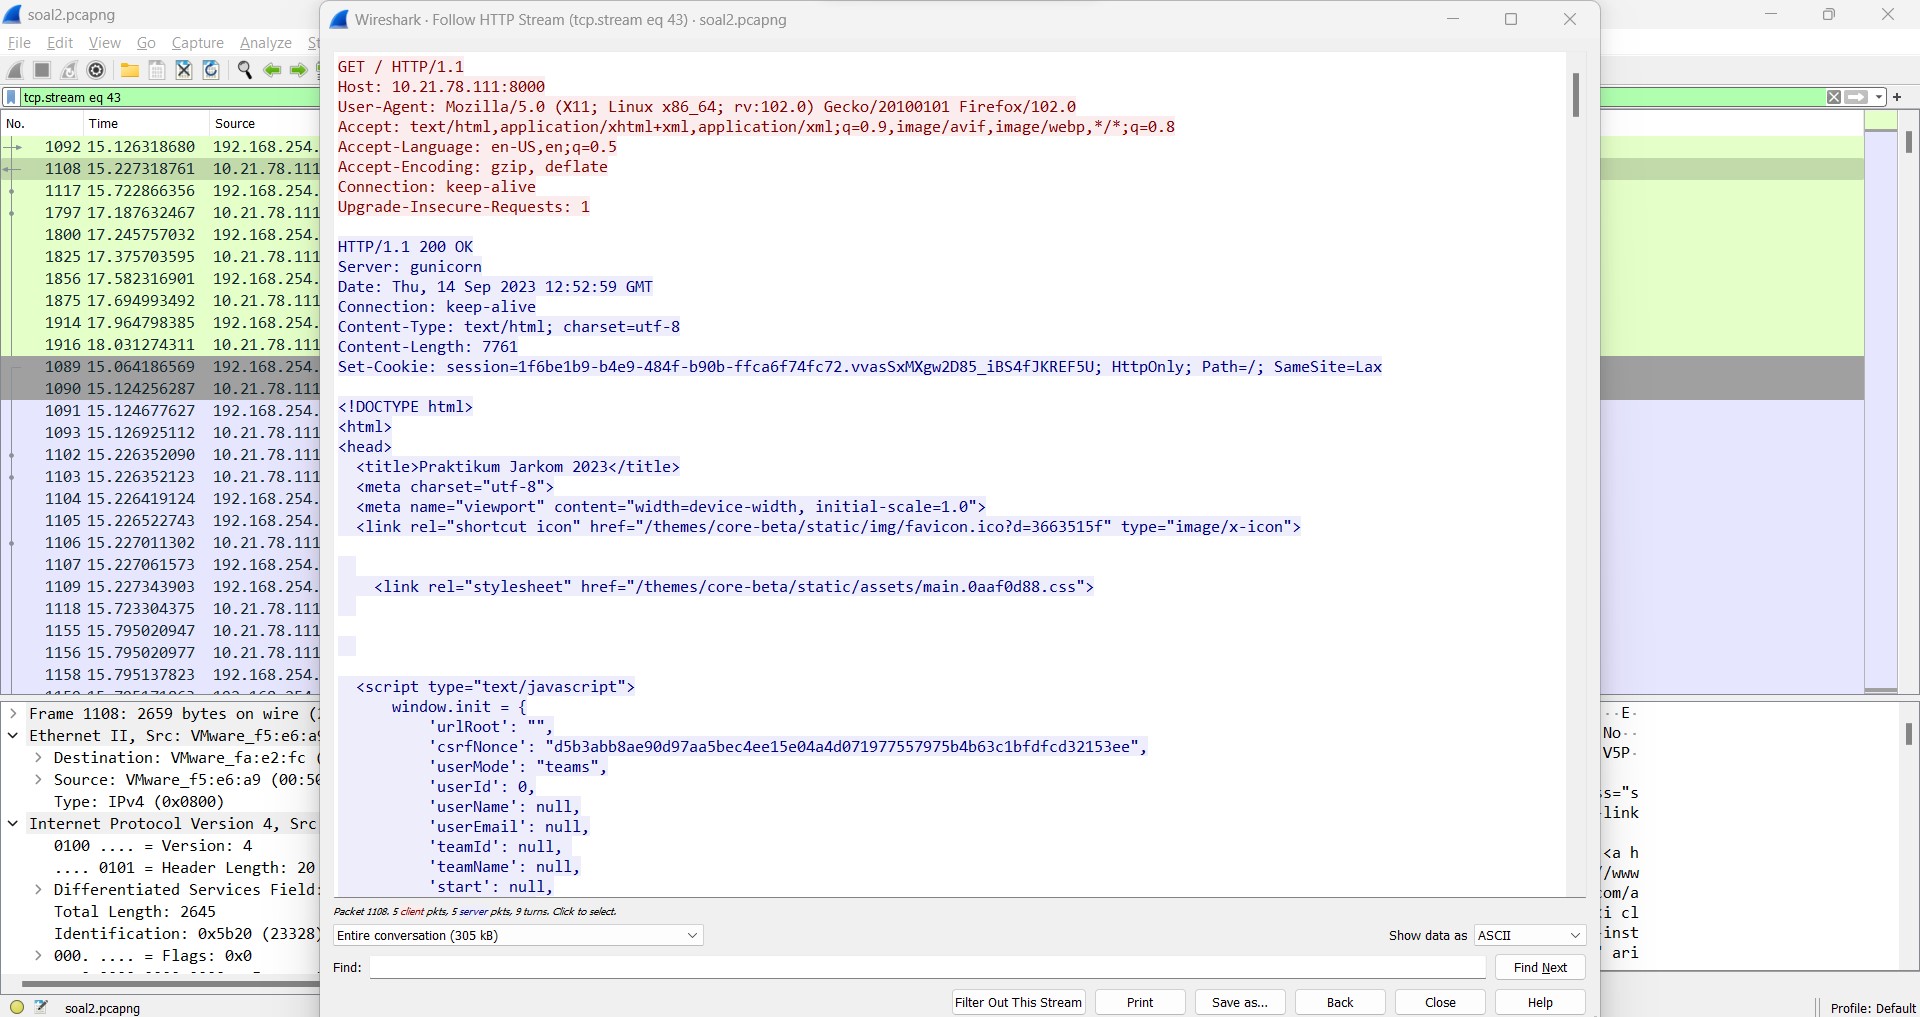 soal2.pcapng
File Edit View Go Capture Analyze St
tcp.stream eq 43
No. Time Source
1092 15.126318680 192.168.254.
1108 15.227318761 10.21.78.111
1117 15.722866356 192.168.254.
1797 17.187632467 10.21.78.111
1800 17.245757032 192.168.254.
1825 17.375703595 10.21.78.111
1856 17.582316901 192.168.254.
1875 17.694993492 10.21.78.111
1914 17.964798385 192.168.254.
1916 18.031274311 10.21.78.111
1089 15.064186569 192.168.254.
1090 15.124256287 10.21.78.111
1091 15.124677627 192.168.254.
1093 15.126925112 10.21.78.111
1102 15.226352090 10.21.78.111
1103 15.226352123 10.21.78.111
1104 15.226419124 192.168.254.
1105 15.226522743 192.168.254.
1106 15.227011302 10.21.78.111
1107 15.227061573 192.168.254.
1109 15.227343903 192.168.254.
1118 15.723304375 10.21.78.111
1155 15.795020947 10.21.78.111
1156 15.795020977 10.21.78.111
1158 15.795137823 192.168.254.
Frame 1108: 2659 bytes on wire (
Ethernet II, Src: VMware_f5:e6:a9
Destination: VMware_fa:e2:fc (
Source: VMware_f5:e6:a9 (00:50
Type: IPv4 (0x0800)
Internet Protocol Version 4, Src
0100 .... = Version: 4
.... 0101 = Header Length: 20
Differentiated Services Field:
Total Length: 2645
Identification: 0x5b20 (23328)
000. .... = Flags: 0x0
soal2.pcapng
Wireshark · Follow HTTP Stream (tcp.stream eq 43) · soal2.pcapng
GET / HTTP/1.1
Host: 10.21.78.111:8000
User-Agent: Mozilla/5.0 (X11; Linux x86_64; rv:102.0) Gecko/20100101 Firefox/102.0
Accept: text/html,application/xhtml+xml,application/xml;q=0.9,image/avif,image/webp,*/*;q=0.8
Accept-Language: en-US,en;q=0.5
Accept-Encoding: gzip, deflate
Connection: keep-alive
Upgrade-Insecure-Requests: 1
HTTP/1.1 200 OK
Server: gunicorn
Date: Thu, 14 Sep 2023 12:52:59 GMT
Connection: keep-alive
Content-Type: text/html; charset=utf-8
Content-Length: 7761
Set-Cookie: session=1f6be1b9-b4e9-484f-b90b-ffca6f74fc72.vvasSxMXgw2D85_iBS4fJKREF5U; HttpOnly; Path=/; SameSite=Lax
<!DOCTYPE html>
<html>
<head>
<title>Praktikum Jarkom 2023</title>
<meta charset="utf-8">
<meta name="viewport" content="width=device-width, initial-scale=1.0">
<link rel="shortcut icon" href="/themes/core-beta/static/img/favicon.ico?d=3663515f" type="image/x-icon">
<link rel="stylesheet" href="/themes/core-beta/static/assets/main.0aaf0d88.css">
<script type="text/javascript">
window.init = {
'urlRoot': "",
'csrfNonce': "d5b3abb8ae90d97aa5bec4ee15e04a4d071977557975b4b63c1bfdfcd32153ee",
'userMode': "teams",
'userId': 0,
'userName': null,
'userEmail': null,
'teamId': null,
'teamName': null,
'start': null,
Packet 1108. 5 client pkts, 5 server pkts, 9 turns. Click to select.
Entire conversation (305 kB)
Show data as ASCII
Find:
Find Next
Filter Out This Stream Print Save as... Back Close Help
··E·
No··
V5P·
s="s
-link
<a h
//www
com/a
i cl
-inst
" ari
Profile: Default